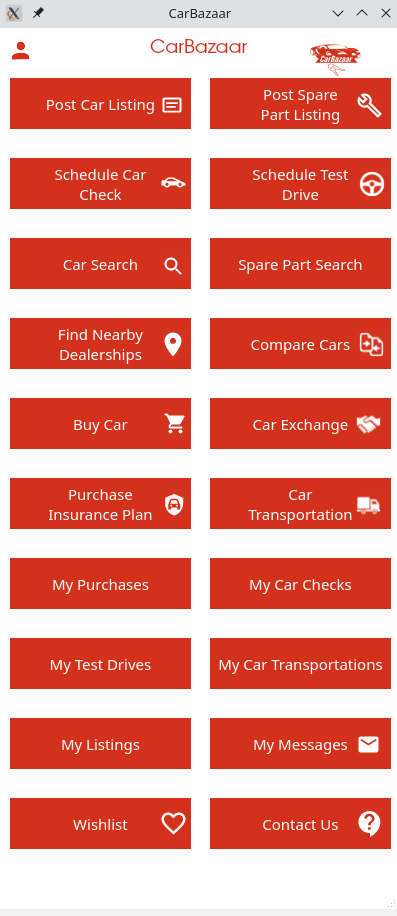 CarBazaar
CarBazaar
CarBazaar
Post Car Listing
Post Spare
Part Listing
Schedule Car
Check
Schedule Test
Drive
Car Search
Spare Part Search
Find Nearby
Dealerships
Compare Cars
Buy Car
Car Exchange
Purchase
Insurance Plan
Car
Transportation
My Purchases
My Car Checks
My Test Drives
My Car Transportations
My Listings
My Messages
Wishlist
Contact Us